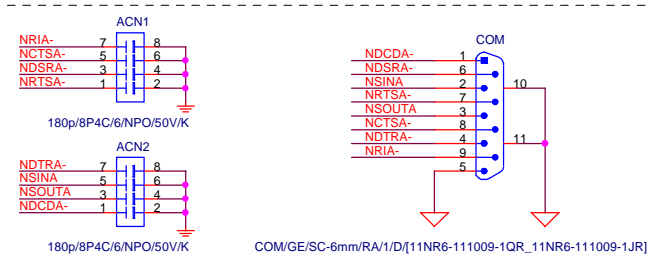 ACN1
NRIA- 7 8
NCTSA- 5 6
NDSRA- 3 4
NRTSA- 1 2
180p/8P4C/6/NPO/50V/K
ACN2
NDTRA- 7 8
NSINA 5 6
NSOUTA 3 4
NDCDA- 1 2
180p/8P4C/6/NPO/50V/K
COM
NDCDA- 1
NDSRA- 6
NSINA 2 10
NRTSA- 7
NSOUTA 3
NCTSA- 8
NDTRA- 4 11
NRIA- 9
5
COM/GE/SC-6mm/RA/1/D/[11NR6-111009-1QR_11NR6-111009-1JR]